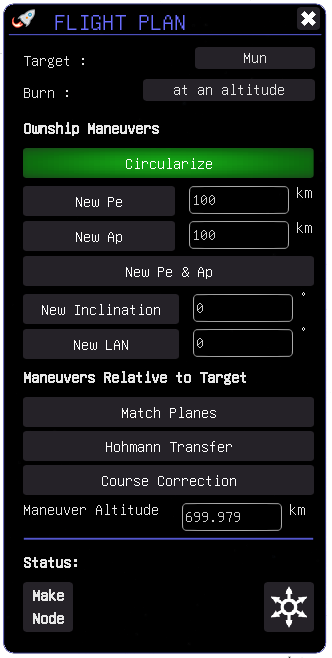 FLIGHT PLAN
Target : Mun
Burn : at an altitude
Ownship Maneuvers
Circularize
New Pe 100 km
New Ap 100 km
New Pe & Ap
New Inclination 0 °
New LAN 0 °
Maneuvers Relative to Target
Match Planes
Hohmann Transfer
Course Correction
Maneuver Altitude 699.979 km
Status:
Make
Node